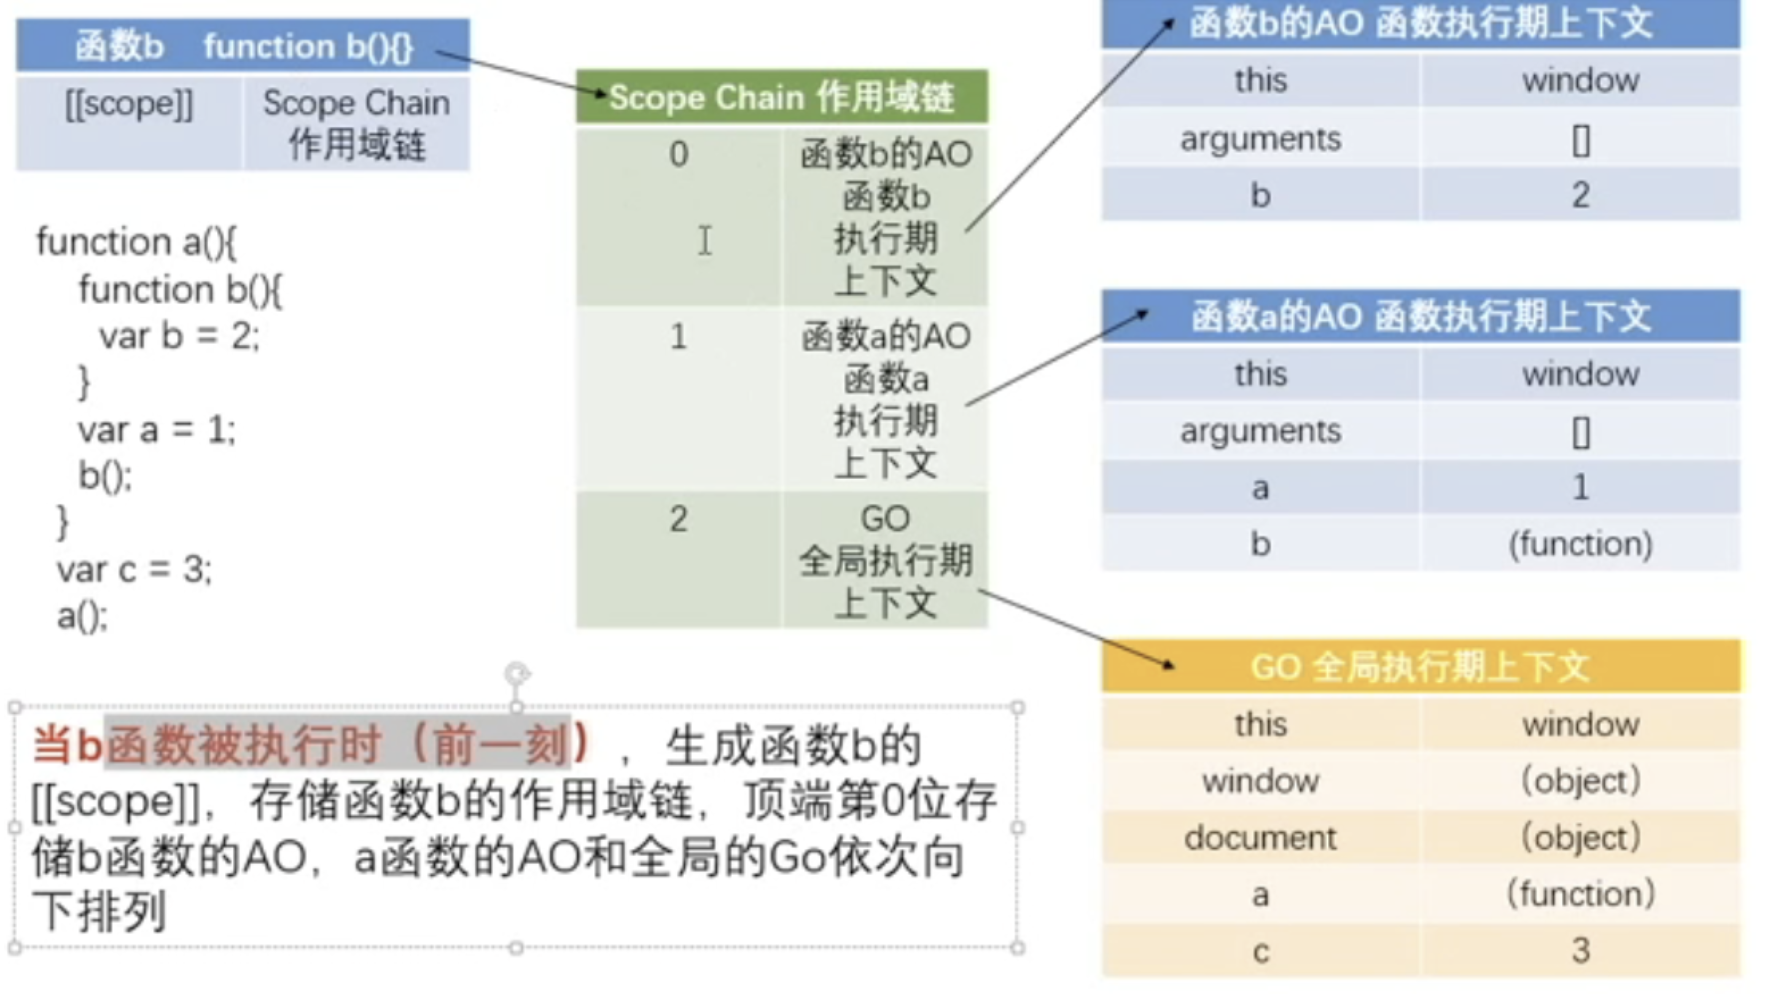 函数b function b(){}
[[scope]] Scope Chain
作用域链
function a(){
function b(){
var b = 2;
}
var a = 1;
b();
}
var c = 3;
a();
Scope Chain 作用域链
0 函数b的AO
函数b
执行期
上下文
1 函数a的AO
函数a
执行期
上下文
2 GO
全局执行期
上下文
函数b的AO 函数执行期上下文
this window
arguments []
b 2
函数a的AO 函数执行期上下文
this window
arguments []
a 1
b (function)
GO 全局执行期上下文
this window
window （object）
document （object）
a （function）
c 3
当b函数被执行时（前一刻），生成函数b的
[[scope]]，存储函数b的作用域链，顶端第0位存
储b函数的AO，a函数的AO和全局的Go依次向
下排列